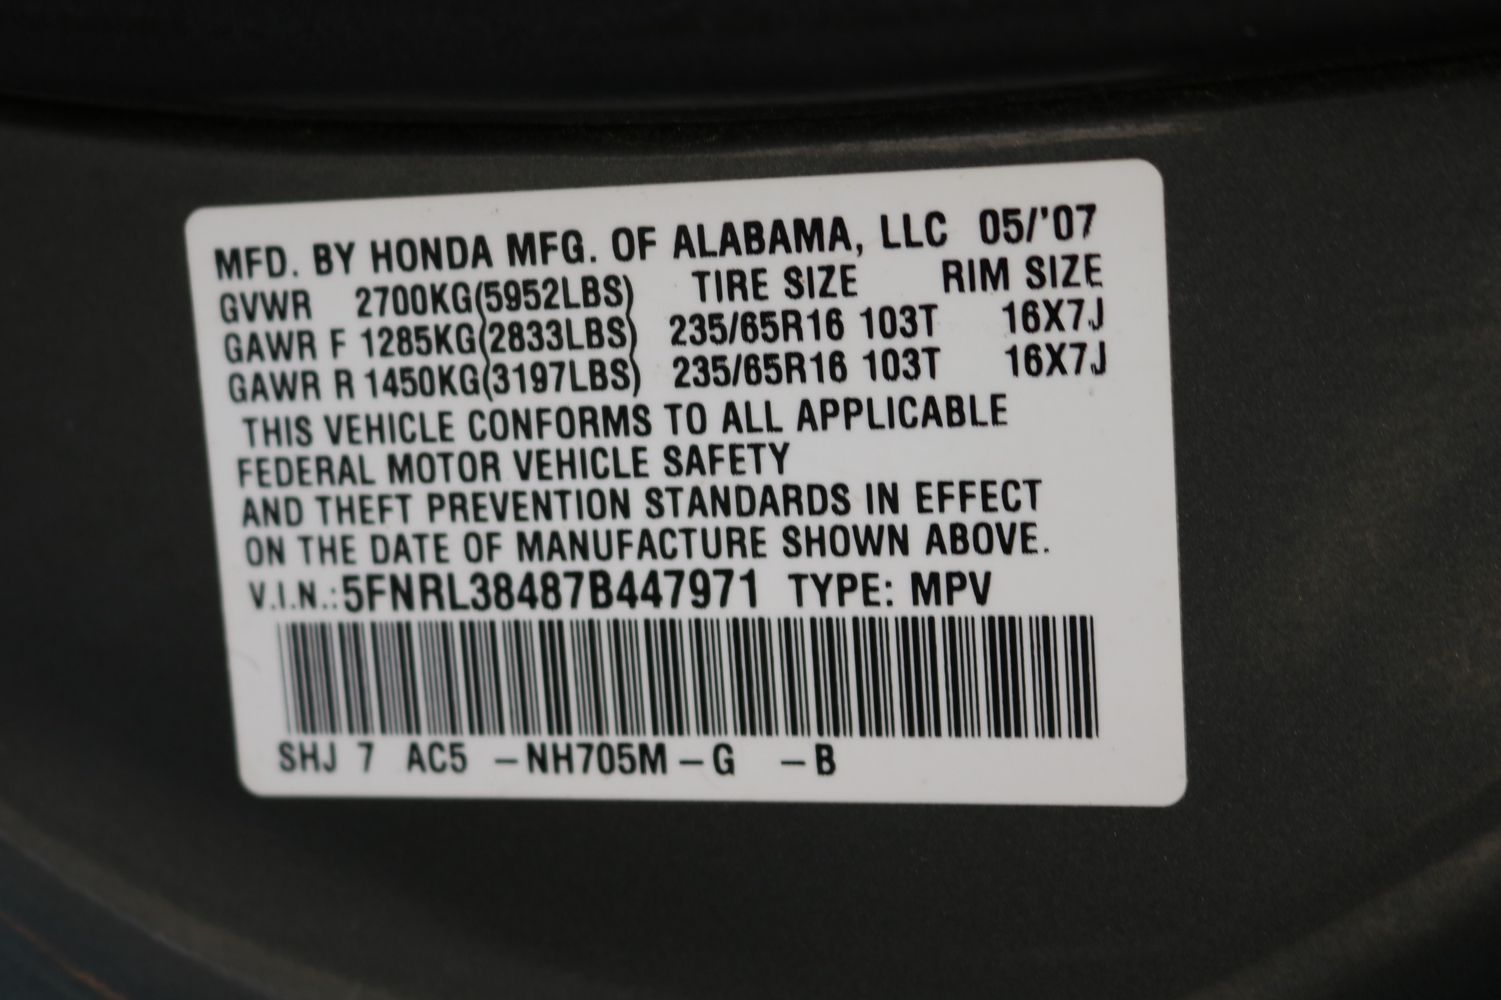 MFD. BY HONDA MFG. OF ALABAMA, LLC 05/'07
GVWR 2700KG(5952LBS) TIRE SIZE RIM SIZE
GAWR F 1285KG(2833LBS) 235/65R16 103T 16X7J
GAWR R 1450KG(3197LBS) 235/65R16 103T 16X7J
THIS VEHICLE CONFORMS TO ALL APPLICABLE
FEDERAL MOTOR VEHICLE SAFETY
AND THEFT PREVENTION STANDARDS IN EFFECT
ON THE DATE OF MANUFACTURE SHOWN ABOVE.
V.I.N.:5FNRL38487B447971 TYPE: MPV
SHJ 7 AC5 –NH705M–G –B